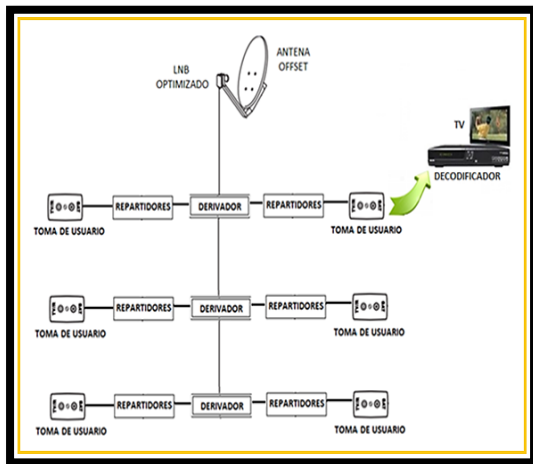 ANTENA
OFFSET
LNB
OPTIMIZADO
TV
DECODIFICADOR
REPARTIDORES
DERIVADOR
REPARTIDORES
TOMA DE USUARIO
TOMA DE USUARIO
REPARTIDORES
DERIVADOR
REPARTIDORES
TOMA DE USUARIO
TOMA DE USUARIO
REPARTIDORES
DERIVADOR
REPARTIDORES
TOMA DE USUARIO
TOMA DE USUARIO